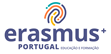 erasmus+
PORTUGAL EDUCAÇÃO E FORMAÇÃO